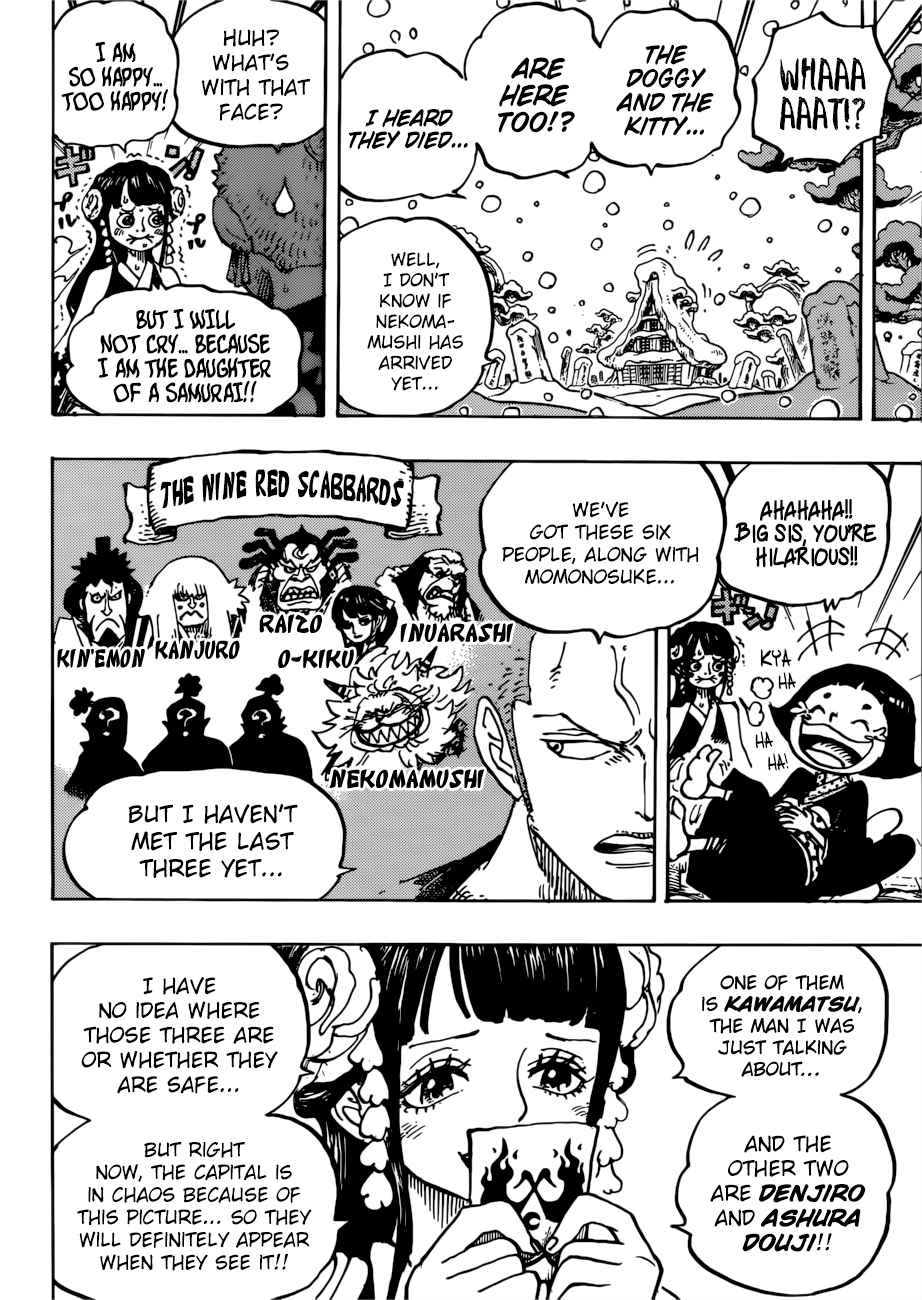 WHAAA
AAAT!?
THE
DOGGY
AND THE
KITTY...
ARE
HERE
TOO!?
I HEARD
THEY DIED...
WELL,
I DON'T
KNOW IF
NEKOMA-
MUSHI HAS
ARRIVED
YET...
HUH?
WHAT'S
WITH THAT
FACE?
I AM
SO HAPPY...
TOO HAPPY!
プル
プル
BUT I WILL
NOT CRY... BECAUSE
I AM THE DAUGHTER
OF A SAMURAI!!
AHAHAHA!!
BIG SIS, YOU'RE
HILARIOUS!!
KYA
HA
HA
HA!
WE'VE
GOT THESE SIX
PEOPLE, ALONG WITH
MOMONOSUKE...
THE NINE RED SCABBARDS
KIN'EMON
KANJURO
RAIZO
O-KIKU
INUARASHI
? ? ?
NEKOMAMUSHI
BUT I HAVEN'T
MET THE LAST
THREE YET...
ONE OF THEM
IS KAWAMATSU,
THE MAN I WAS
JUST TALKING
ABOUT...
AND THE
OTHER TWO
ARE DENJIRO
AND ASHURA
DOUJI!!
I HAVE
NO IDEA WHERE
THOSE THREE ARE
OR WHETHER THEY
ARE SAFE...
BUT RIGHT
NOW, THE CAPITAL IS
IN CHAOS BECAUSE OF
THIS PICTURE... SO THEY
WILL DEFINITELY APPEAR
WHEN THEY SEE IT!!